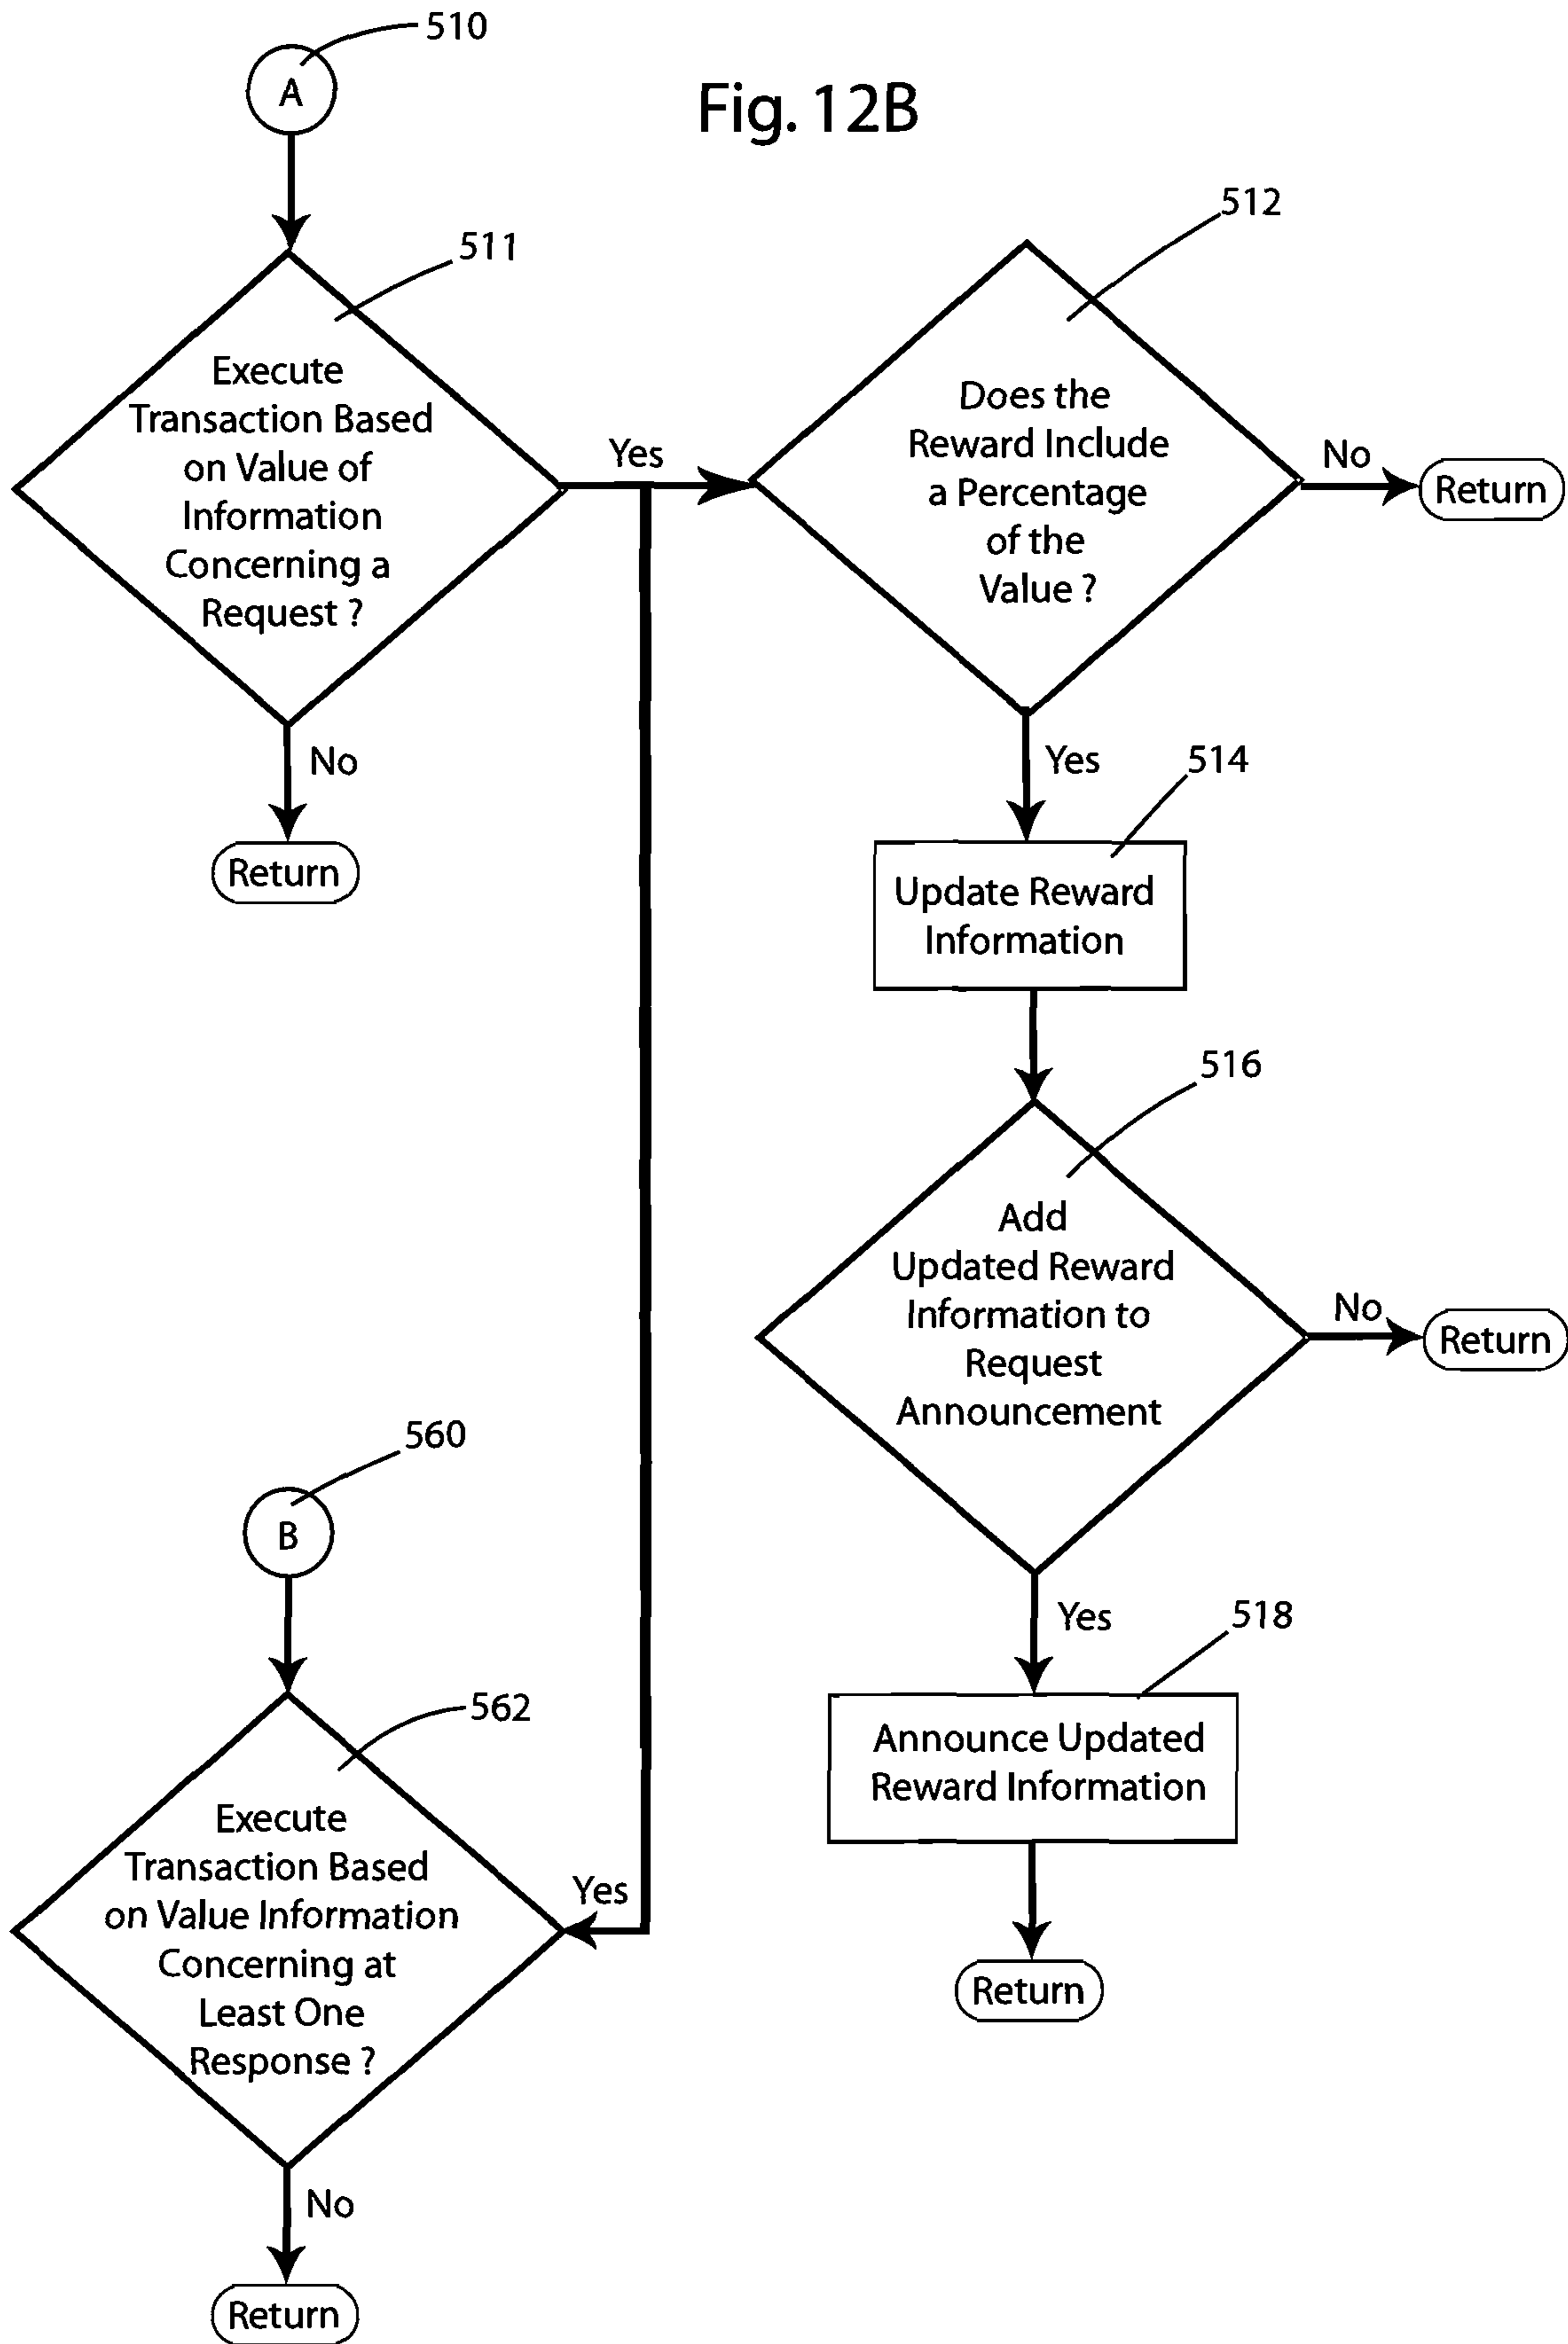 510
A
Fig. 12B
511
Execute
Transaction Based
on Value of
Information
Concerning a
Request ?
Yes
No
Return
512
Does the
Reward Include
a Percentage
of the
Value ?
No
Return
Yes
514
Update Reward
Information
516
Add
Updated Reward
Information to
Request
Announcement
No
Return
Yes
518
Announce Updated
Reward Information
Return
560
B
562
Execute
Transaction Based
on Value Information
Concerning at
Least One
Response ?
Yes
No
Return